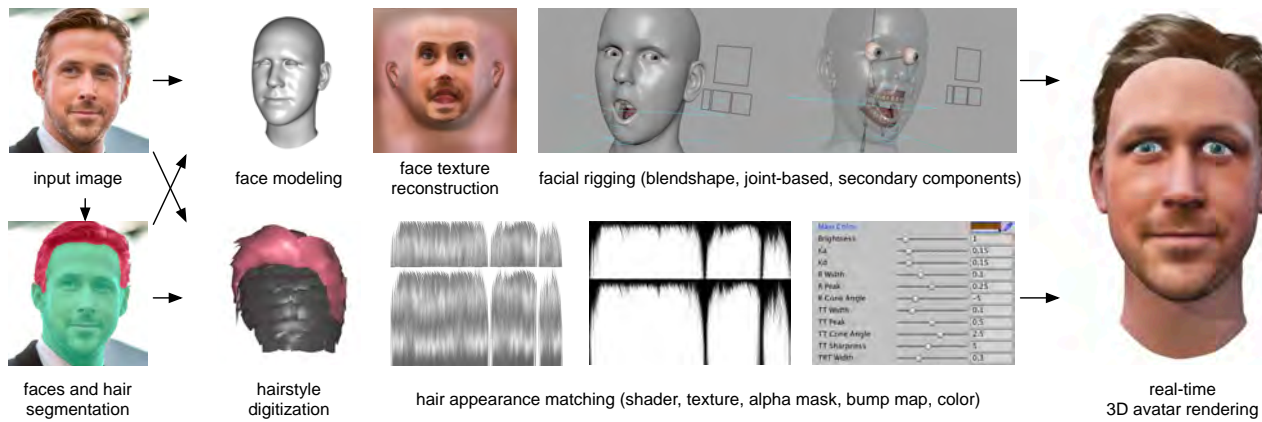 input image
face modeling
face texture
reconstruction
facial rigging (blendshape, joint-based, secondary components)
Main Color
Brightness 1
Ka 0.15
Kd 0.15
R Width 0.1
R Peak 0.25
R Cone Angle -5
TT Width 0.1
TT Peak 0.5
TT Cone Angle 2.5
TT Sharpness 5
TRT Width 0.3
faces and hair
segmentation
hairstyle
digitization
hair appearance matching (shader, texture, alpha mask, bump map, color)
real-time
3D avatar rendering